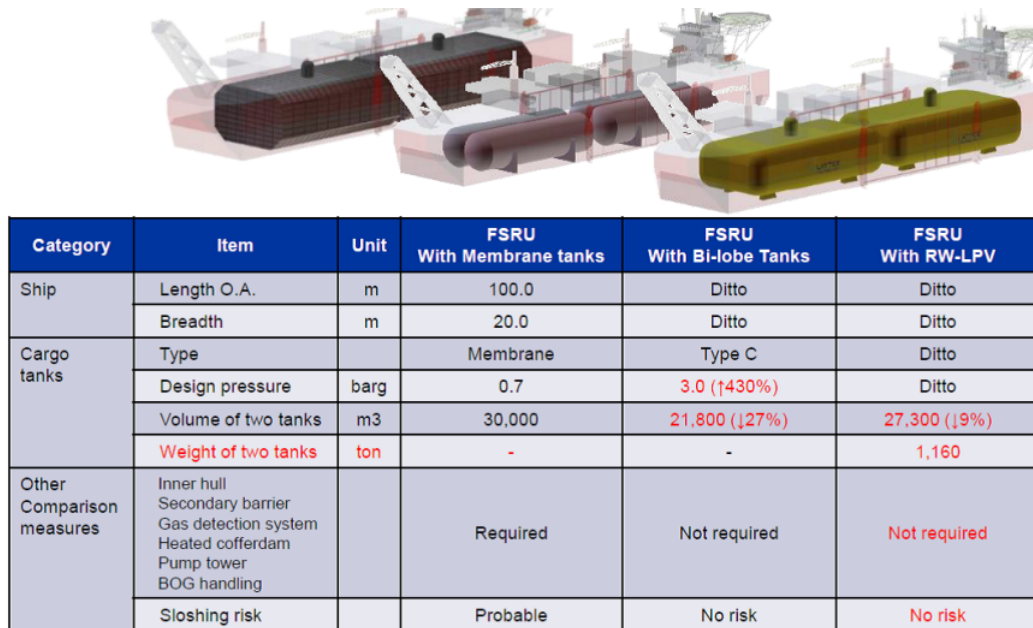 Category Item Unit FSRU With Membrane tanks FSRU With Bi-lobe Tanks FSRU With RW-LPV
Ship Length O.A. m 100.0 Ditto Ditto
Breadth m 20.0 Ditto Ditto
Cargo tanks Type Membrane Type C Ditto
Design pressure barg 0.7 3.0 (↑430%) Ditto
Volume of two tanks m3 30,000 21,800 (↓27%) 27,300 (↓9%)
Weight of two tanks ton - - 1,160
Other Comparison measures
Inner hull
Secondary barrier
Gas detection system
Heated cofferdam
Pump tower
BOG handling
Required Not required Not required
Sloshing risk Probable No risk No risk